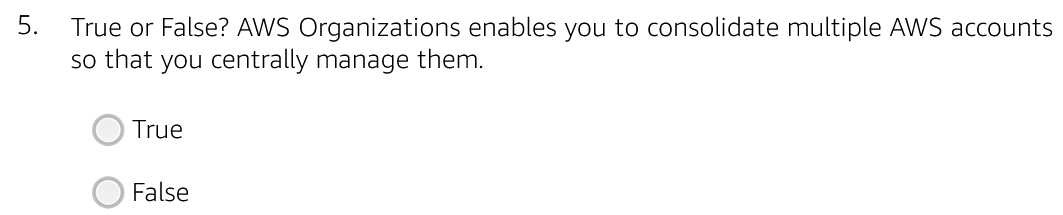 5. True or False? AWS Organizations enables you to consolidate multiple AWS accounts
so that you centrally manage them.
True
False